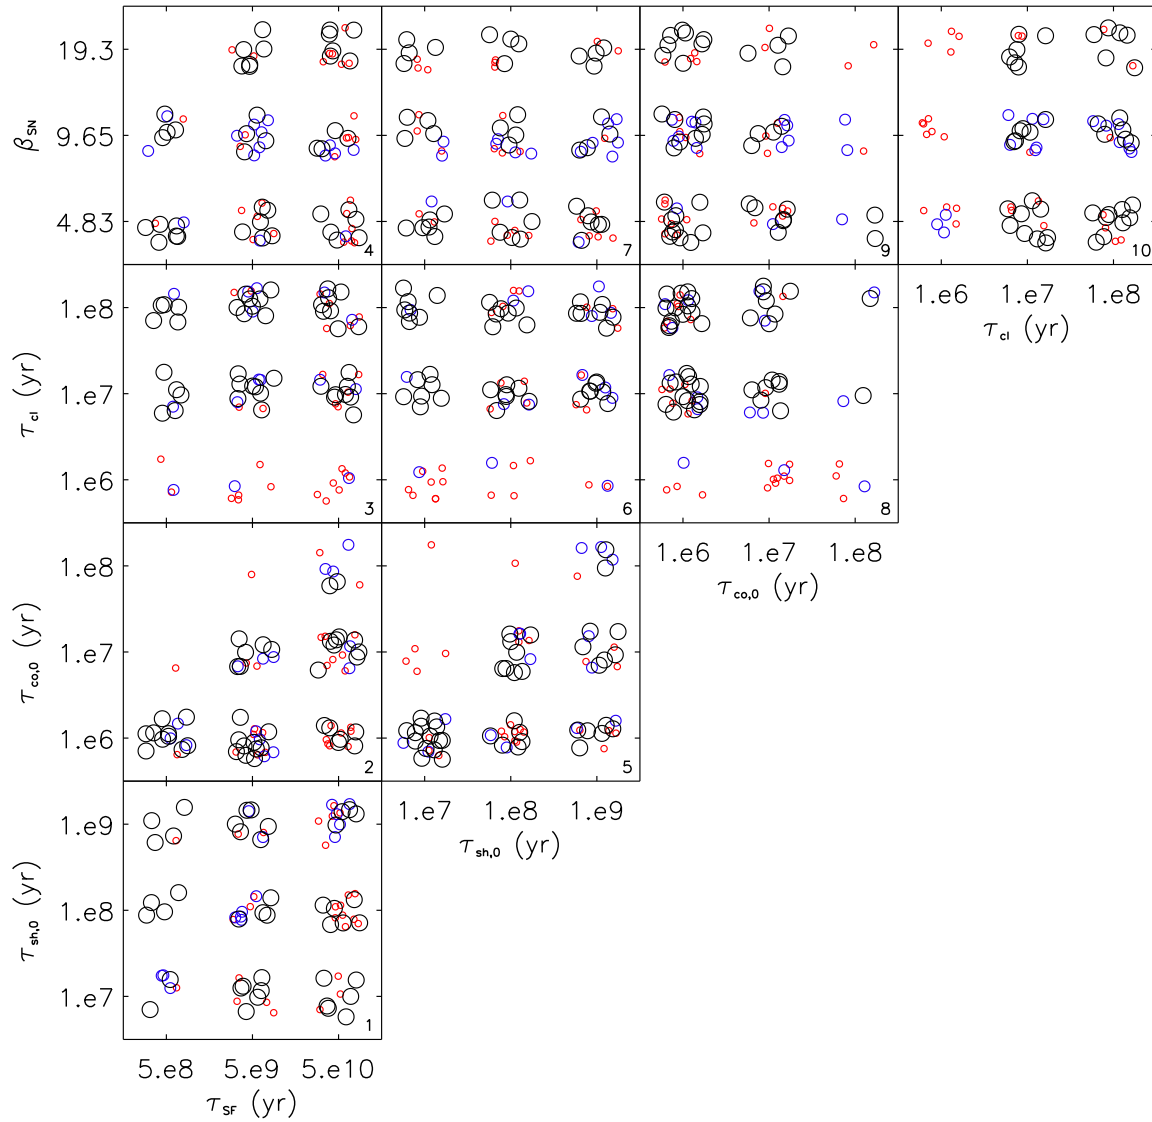 19.3
9.65
4.83
β_SN
4
7
9
10
1.e8
1.e7
1.e6
τ_cl (yr)
3
6
8
1.e6 1.e7 1.e8
τ_cl (yr)
1.e8
1.e7
1.e6
τ_co,0 (yr)
2
5
1.e6 1.e7 1.e8
τ_co,0 (yr)
1.e9
1.e8
1.e7
τ_sh,0 (yr)
1
1.e7 1.e8 1.e9
τ_sh,0 (yr)
5.e8 5.e9 5.e10
τ_SF (yr)